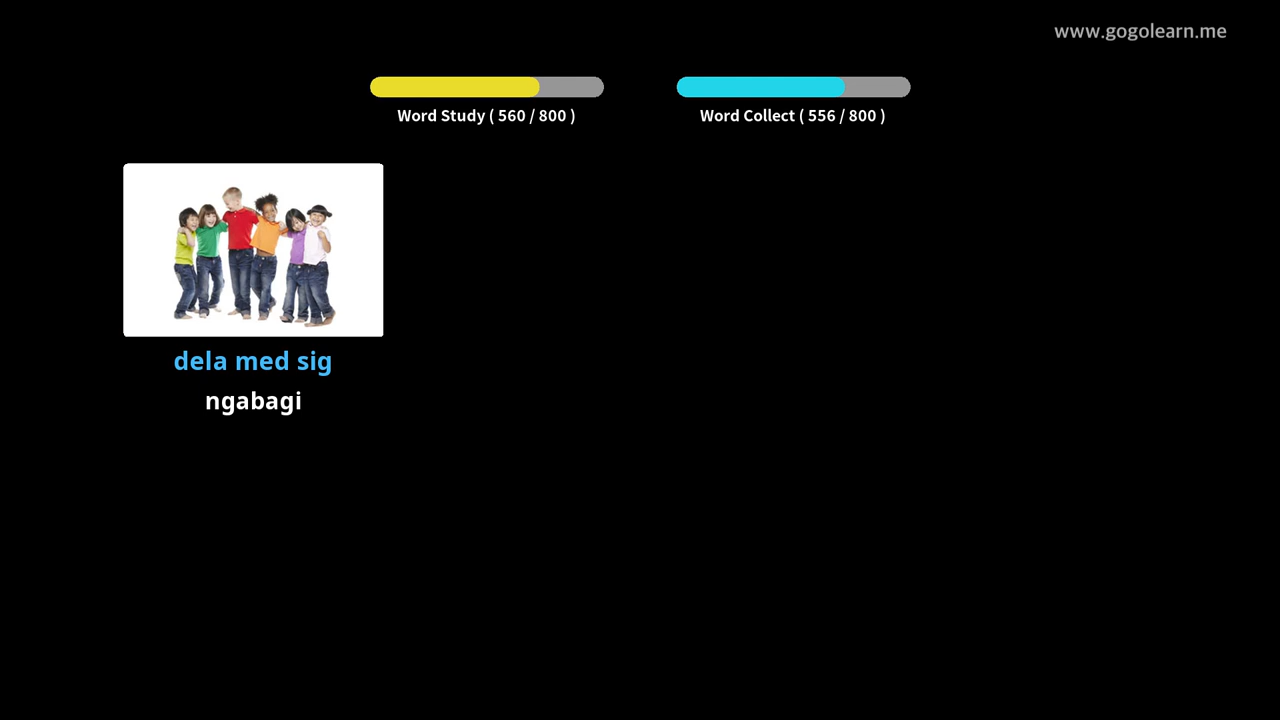 www.gogolearn.me
Word Study ( 560 / 800 )
Word Collect ( 556 / 800 )
dela med sig
ngabagi